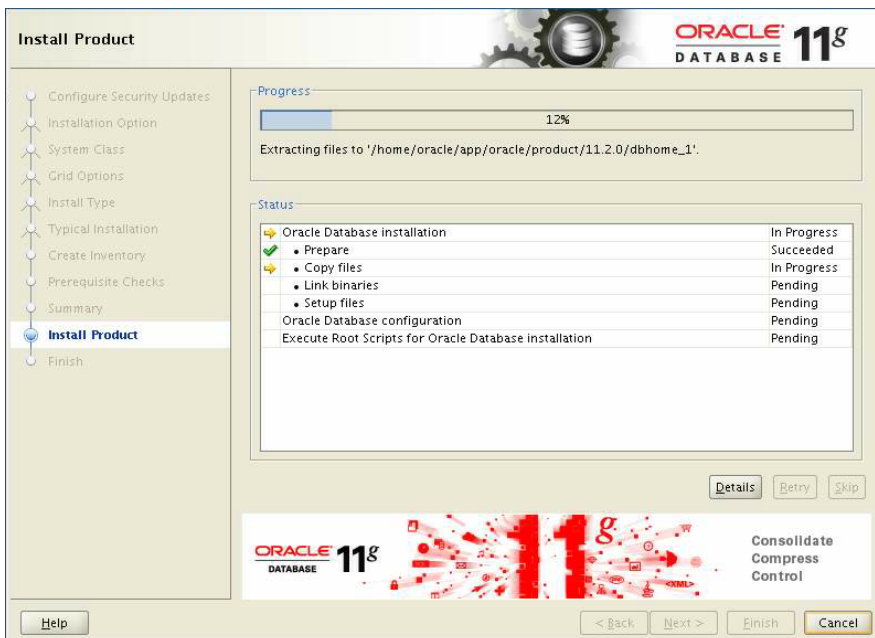 Install Product
ORACLE DATABASE 11g
Configure Security Updates
Installation Option
System Class
Grid Options
Install Type
Typical Installation
Create Inventory
Prerequisite Checks
Summary
Install Product
Finish
Progress
12%
Extracting files to '/home/oracle/app/oracle/product/11.2.0/dbhome_1'.
Status
Oracle Database installation In Progress
• Prepare Succeeded
• Copy files In Progress
• Link binaries Pending
• Setup files Pending
Oracle Database configuration Pending
Execute Root Scripts for Oracle Database installation Pending
Details Retry Skip
ORACLE DATABASE 11g
11g
<XML>
Consolidate
Compress
Control
Help < Back Next > Finish Cancel